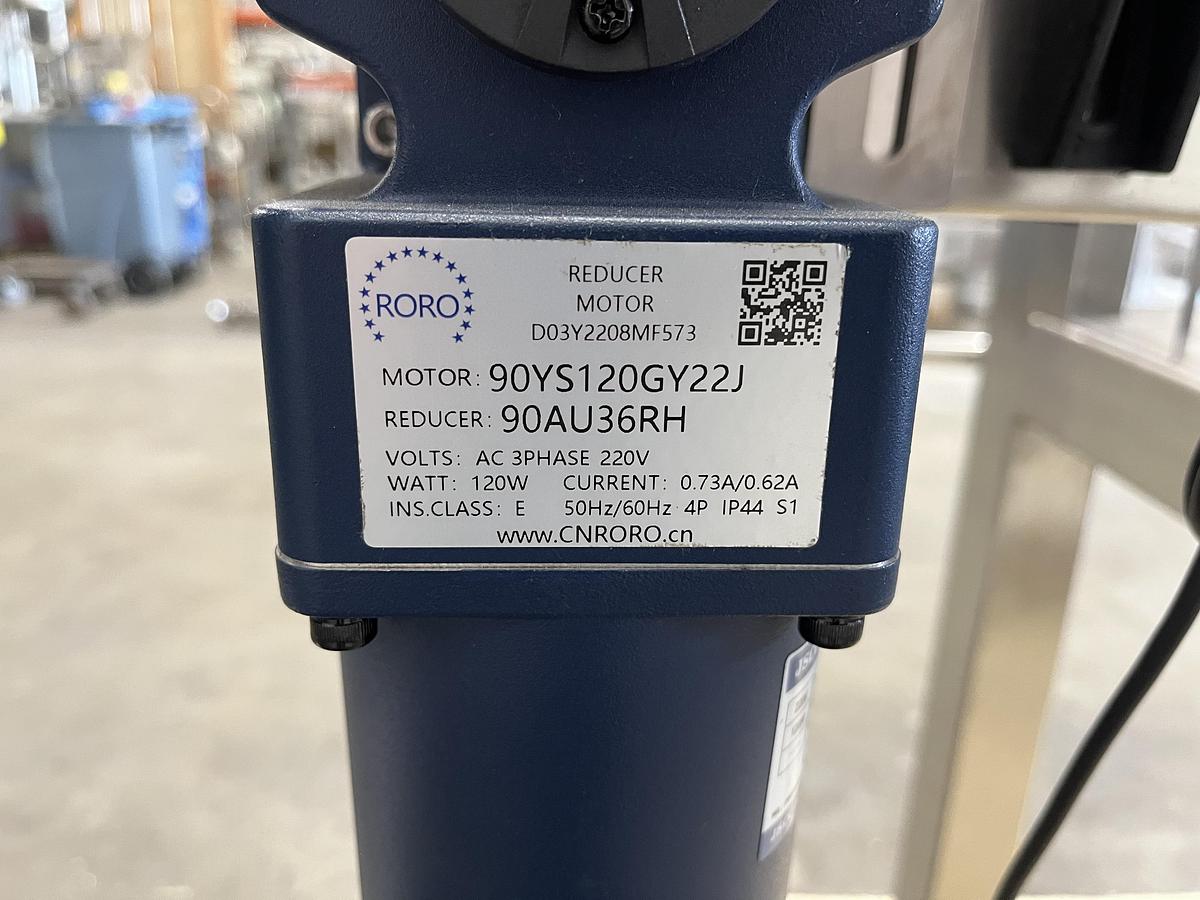 RORO
REDUCER
MOTOR
D03Y2208MF573
MOTOR: 90YS120GY22J
REDUCER: 90AU36RH
VOLTS: AC 3PHASE 220V
WATT: 120W CURRENT: 0.73A/0.62A
INS.CLASS: E 50Hz/60Hz 4P IP44 S1
www.CNRORO.cn